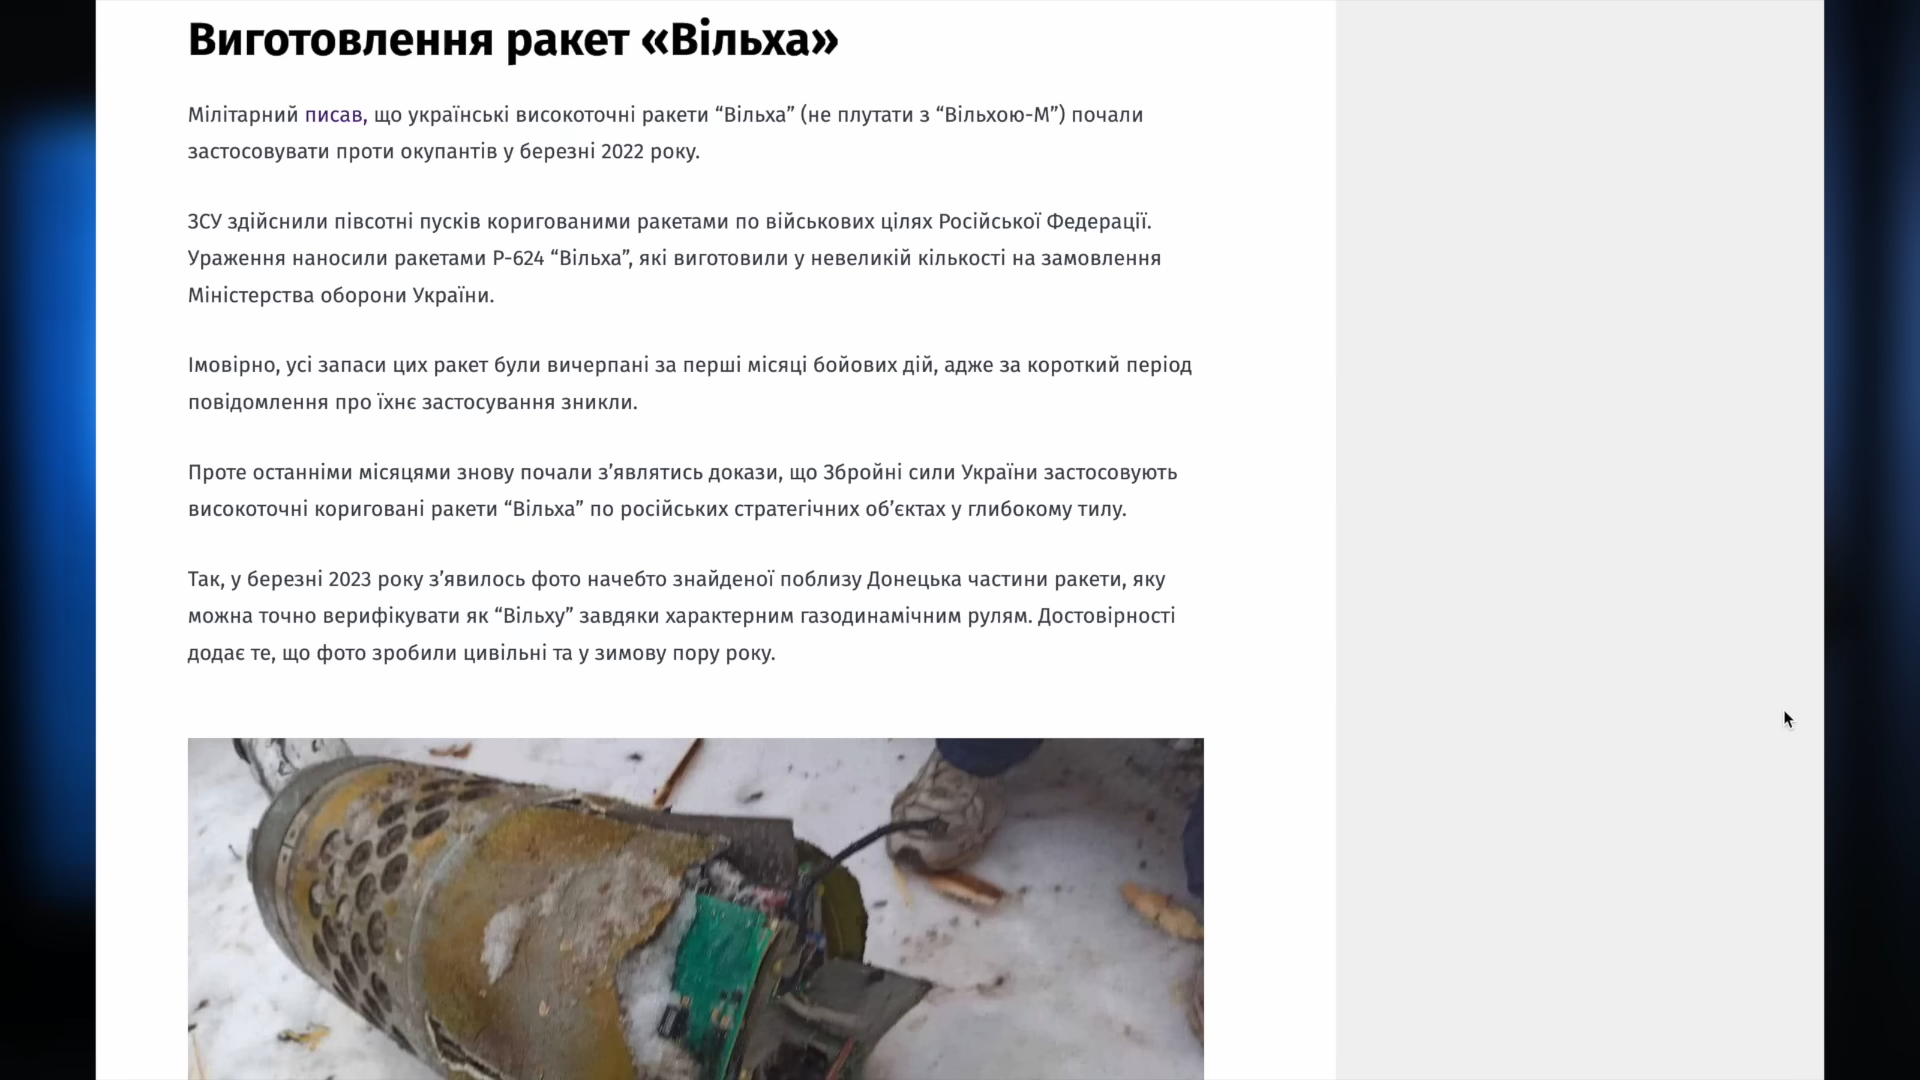 Виготовлення ракет «Вільха»
Мілітарний писав, що українські високоточні ракети “Вільха” (не плутати з “Вільхою-М”) почали
застосовувати проти окупантів у березні 2022 року.
ЗСУ здійснили півсотні пусків коригованими ракетами по військових цілях Російської Федерації.
Ураження наносили ракетами Р-624 “Вільха”, які виготовили у невеликій кількості на замовлення
Міністерства оборони України.
Імовірно, усі запаси цих ракет були вичерпані за перші місяці бойових дій, адже за короткий період
повідомлення про їхнє застосування зникли.
Проте останніми місяцями знову почали з’являтись докази, що Збройні сили України застосовують
високоточні кориговані ракети “Вільха” по російських стратегічних об’єктах у глибокому тилу.
Так, у березні 2023 року з’явилось фото начебто знайденої поблизу Донецька частини ракети, яку
можна точно верифікувати як “Вільху” завдяки характерним газодинамічним рулям. Достовірності
додає те, що фото зробили цивільні та у зимову пору року.